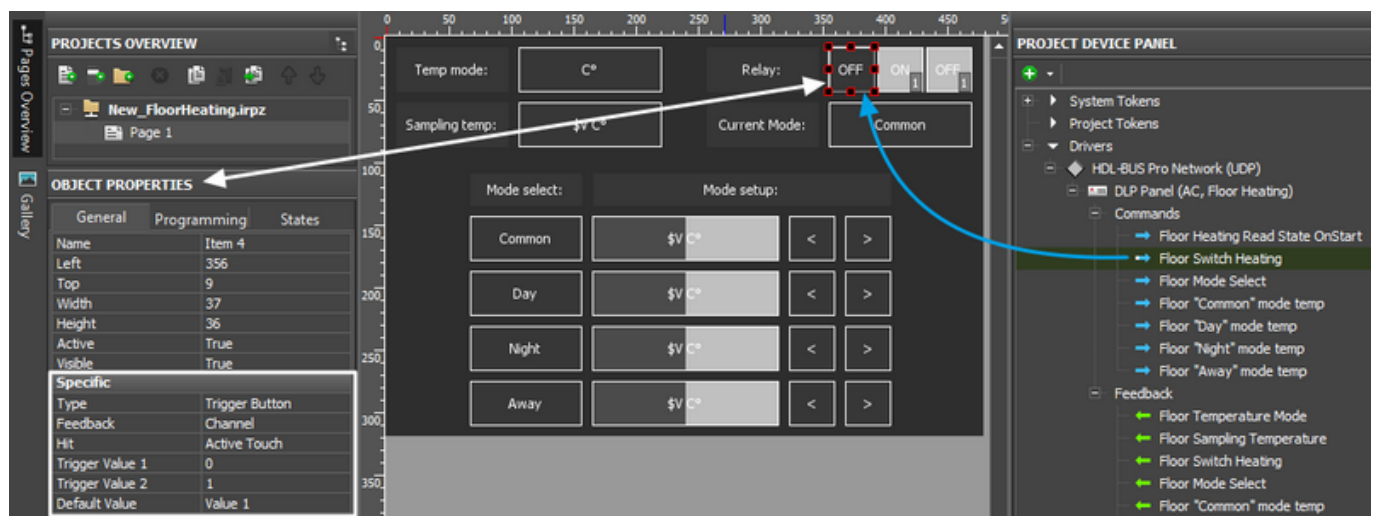 0 50 100 150 200 250 300 350 400 450 5
Pages Overview
Gallery
PROJECTS OVERVIEW
New_FloorHeating.irpz
Page 1
OBJECT PROPERTIES
General Programming States
Name Item 4
Left 356
Top 9
Width 37
Height 36
Active True
Visible True
Specific
Type Trigger Button
Feedback Channel
Hit Active Touch
Trigger Value 1 0
Trigger Value 2 1
Default Value Value 1
0
50
100
150
200
250
300
350
Temp mode: C° Relay: OFF ON 1 OFF 1
Sampling temp: $V C° Current Mode: Common
Mode select: Mode setup:
Common $V C° < >
Day $V C° < >
Night $V C° < >
Away $V C° < >
PROJECT DEVICE PANEL
System Tokens
Project Tokens
Drivers
HDL-BUS Pro Network (UDP)
DLP Panel (AC, Floor Heating)
Commands
Floor Heating Read State OnStart
Floor Switch Heating
Floor Mode Select
Floor "Common" mode temp
Floor "Day" mode temp
Floor "Night" mode temp
Floor "Away" mode temp
Feedback
Floor Temperature Mode
Floor Sampling Temperature
Floor Switch Heating
Floor Mode Select
Floor "Common" mode temp